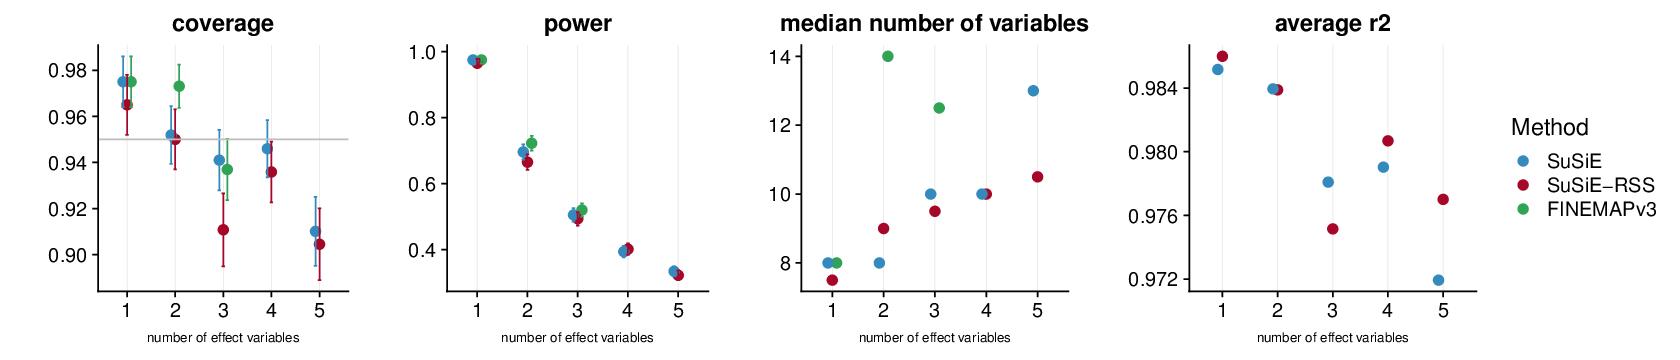 coverage
0.98
0.96
0.94
0.92
0.90
1 2 3 4 5
number of effect variables
power
1.0
0.8
0.6
0.4
1 2 3 4 5
number of effect variables
median number of variables
14
12
10
8
1 2 3 4 5
number of effect variables
average r2
0.984
0.980
0.976
0.972
1 2 3 4 5
number of effect variables
Method
SuSiE
SuSiE−RSS
FINEMAPv3